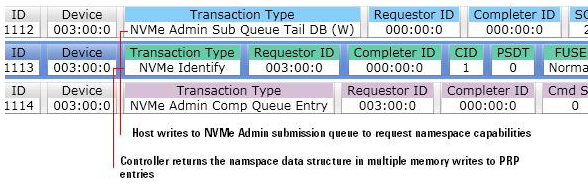 ID Device Transaction Type Requestor ID Completer ID
1112 003:00:0 NVMe Admin Sub Queue Tail DB (W) 000:00:0 000:00:0
ID Device Transaction Type Requestor ID Completer ID CID PSDT FUSE
1113 003:00:0 NVMe Identify 003:00:0 000:00:0 1 0
ID Device Transaction Type Requestor ID Completer ID Cmd S
1114 003:00:0 NVMe Admin Comp Queue Entry 003:00:0 000:00:0
Host writes to NVMe Admin submission queue to request namespace capabilities
Controller returns the namspace data structure in multiple memory writes to PRP
entries